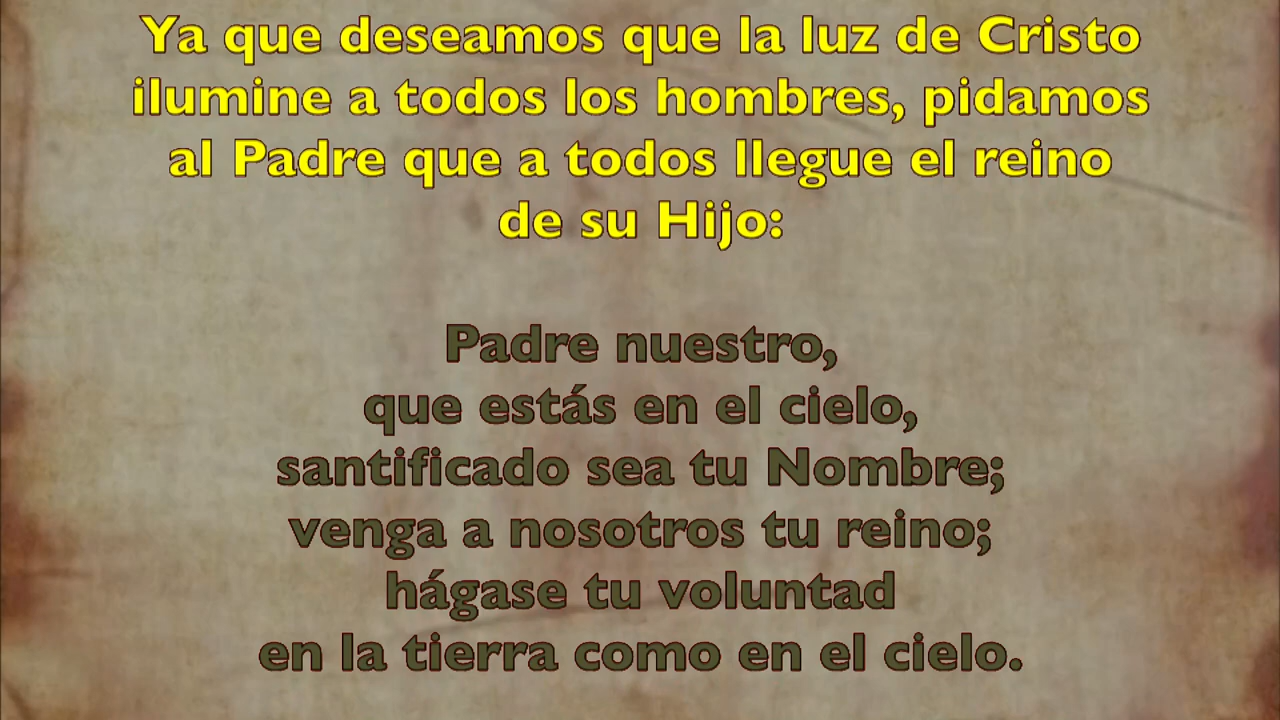 Ya que deseamos que la luz de Cristo
ilumine a todos los hombres, pidamos
al Padre que a todos llegue el reino
de su Hijo:
Padre nuestro,
que estás en el cielo,
santificado sea tu Nombre;
venga a nosotros tu reino;
hágase tu voluntad
en la tierra como en el cielo.